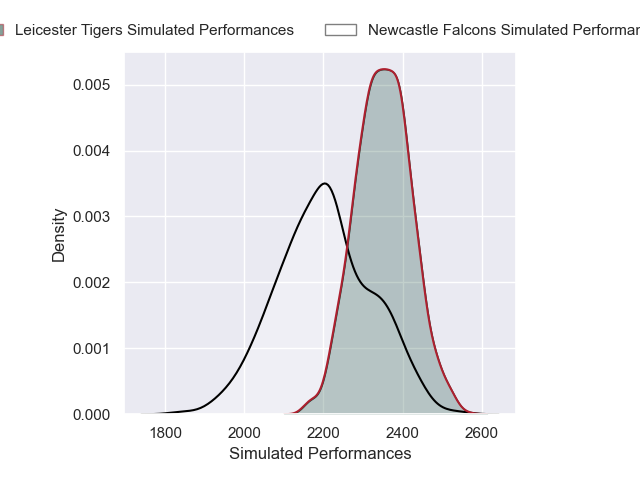 Leicester Tigers Simulated Performances
Newcastle Falcons Simulated
0.005
0.004
0.003
0.002
0.001
0.000
Density
1800 2000 2200 2400 2600
Simulated Performances